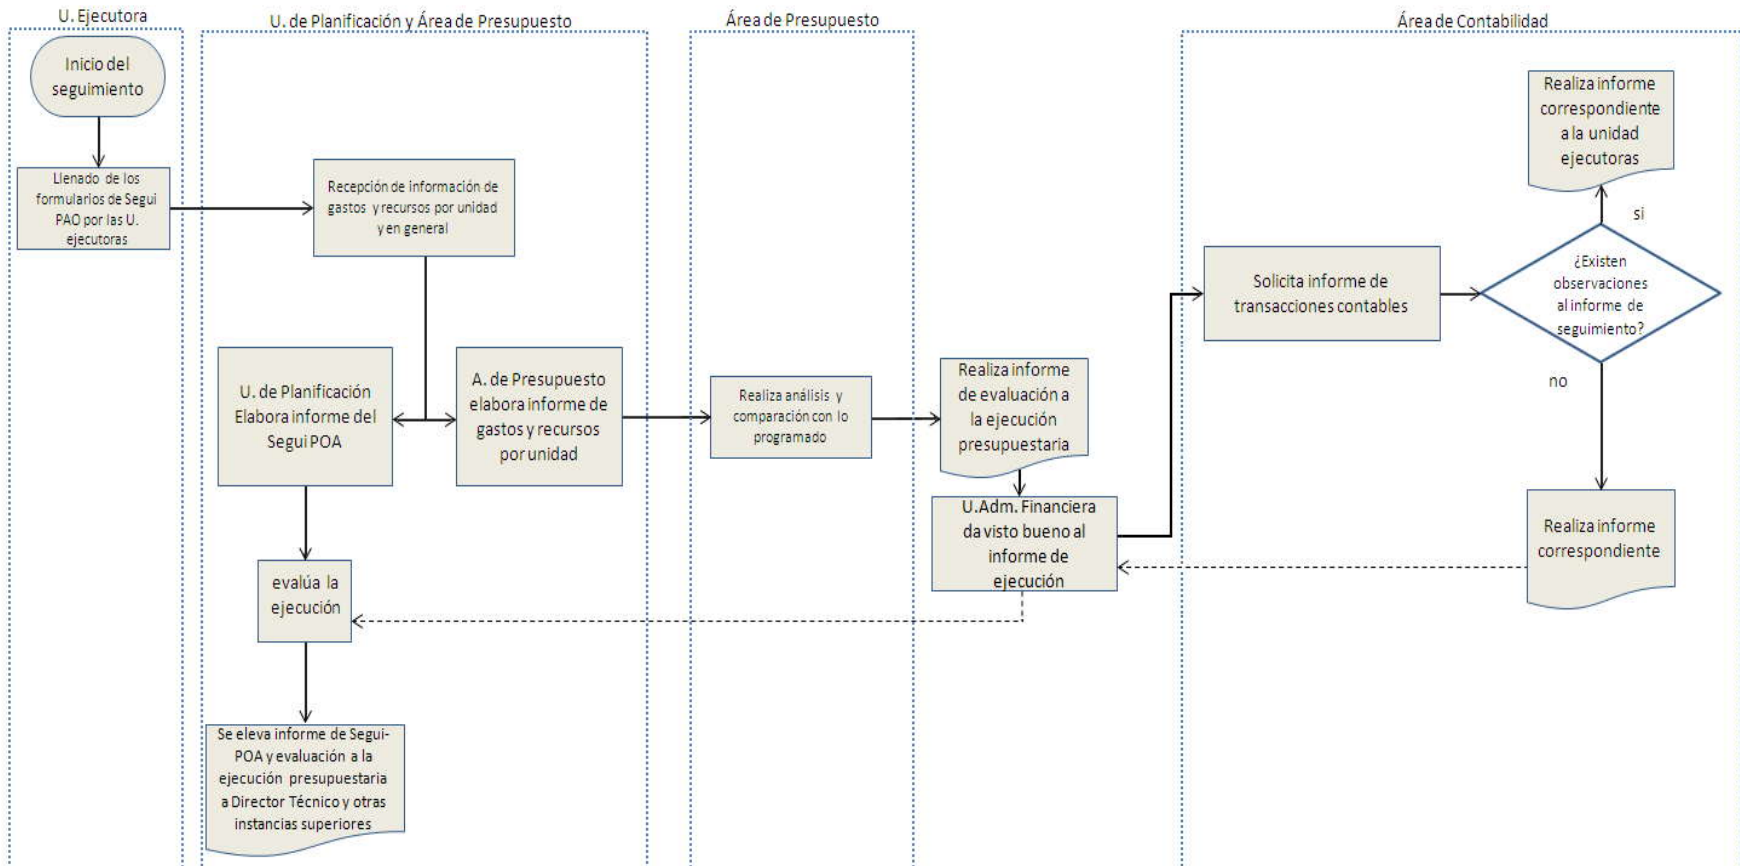 U. Ejecutora
U. de Planificación y Área de Presupuesto
Área de Presupuesto
Área de Contabilidad
Inicio del
seguimiento
Llenado de los
formularios de Segui
PAO por las U.
ejecutoras
Recepción de información de
gastos y recursos por unidad
y en general
U. de Planificación
Elabora informe del
Segui POA
A. de Presupuesto
elabora informe de
gastos y recursos
por unidad
evalúa la
ejecución
Se eleva informe de Segui-
POA y evaluación a la
ejecución presupuestaria
a Director Técnico y otras
instancias superiores
Realiza análisis y
comparación con lo
programado
Realiza informe
de evaluación a
la ejecución
presupuestaria
U.Adm. Financiera
da visto bueno al
informe de
ejecución
Solicita informe de
transacciones contables
Realiza informe
correspondiente
a la unidad
ejecutoras
si
¿Existen
observaciones
al informe de
seguimiento?
no
Realiza informe
correspondiente